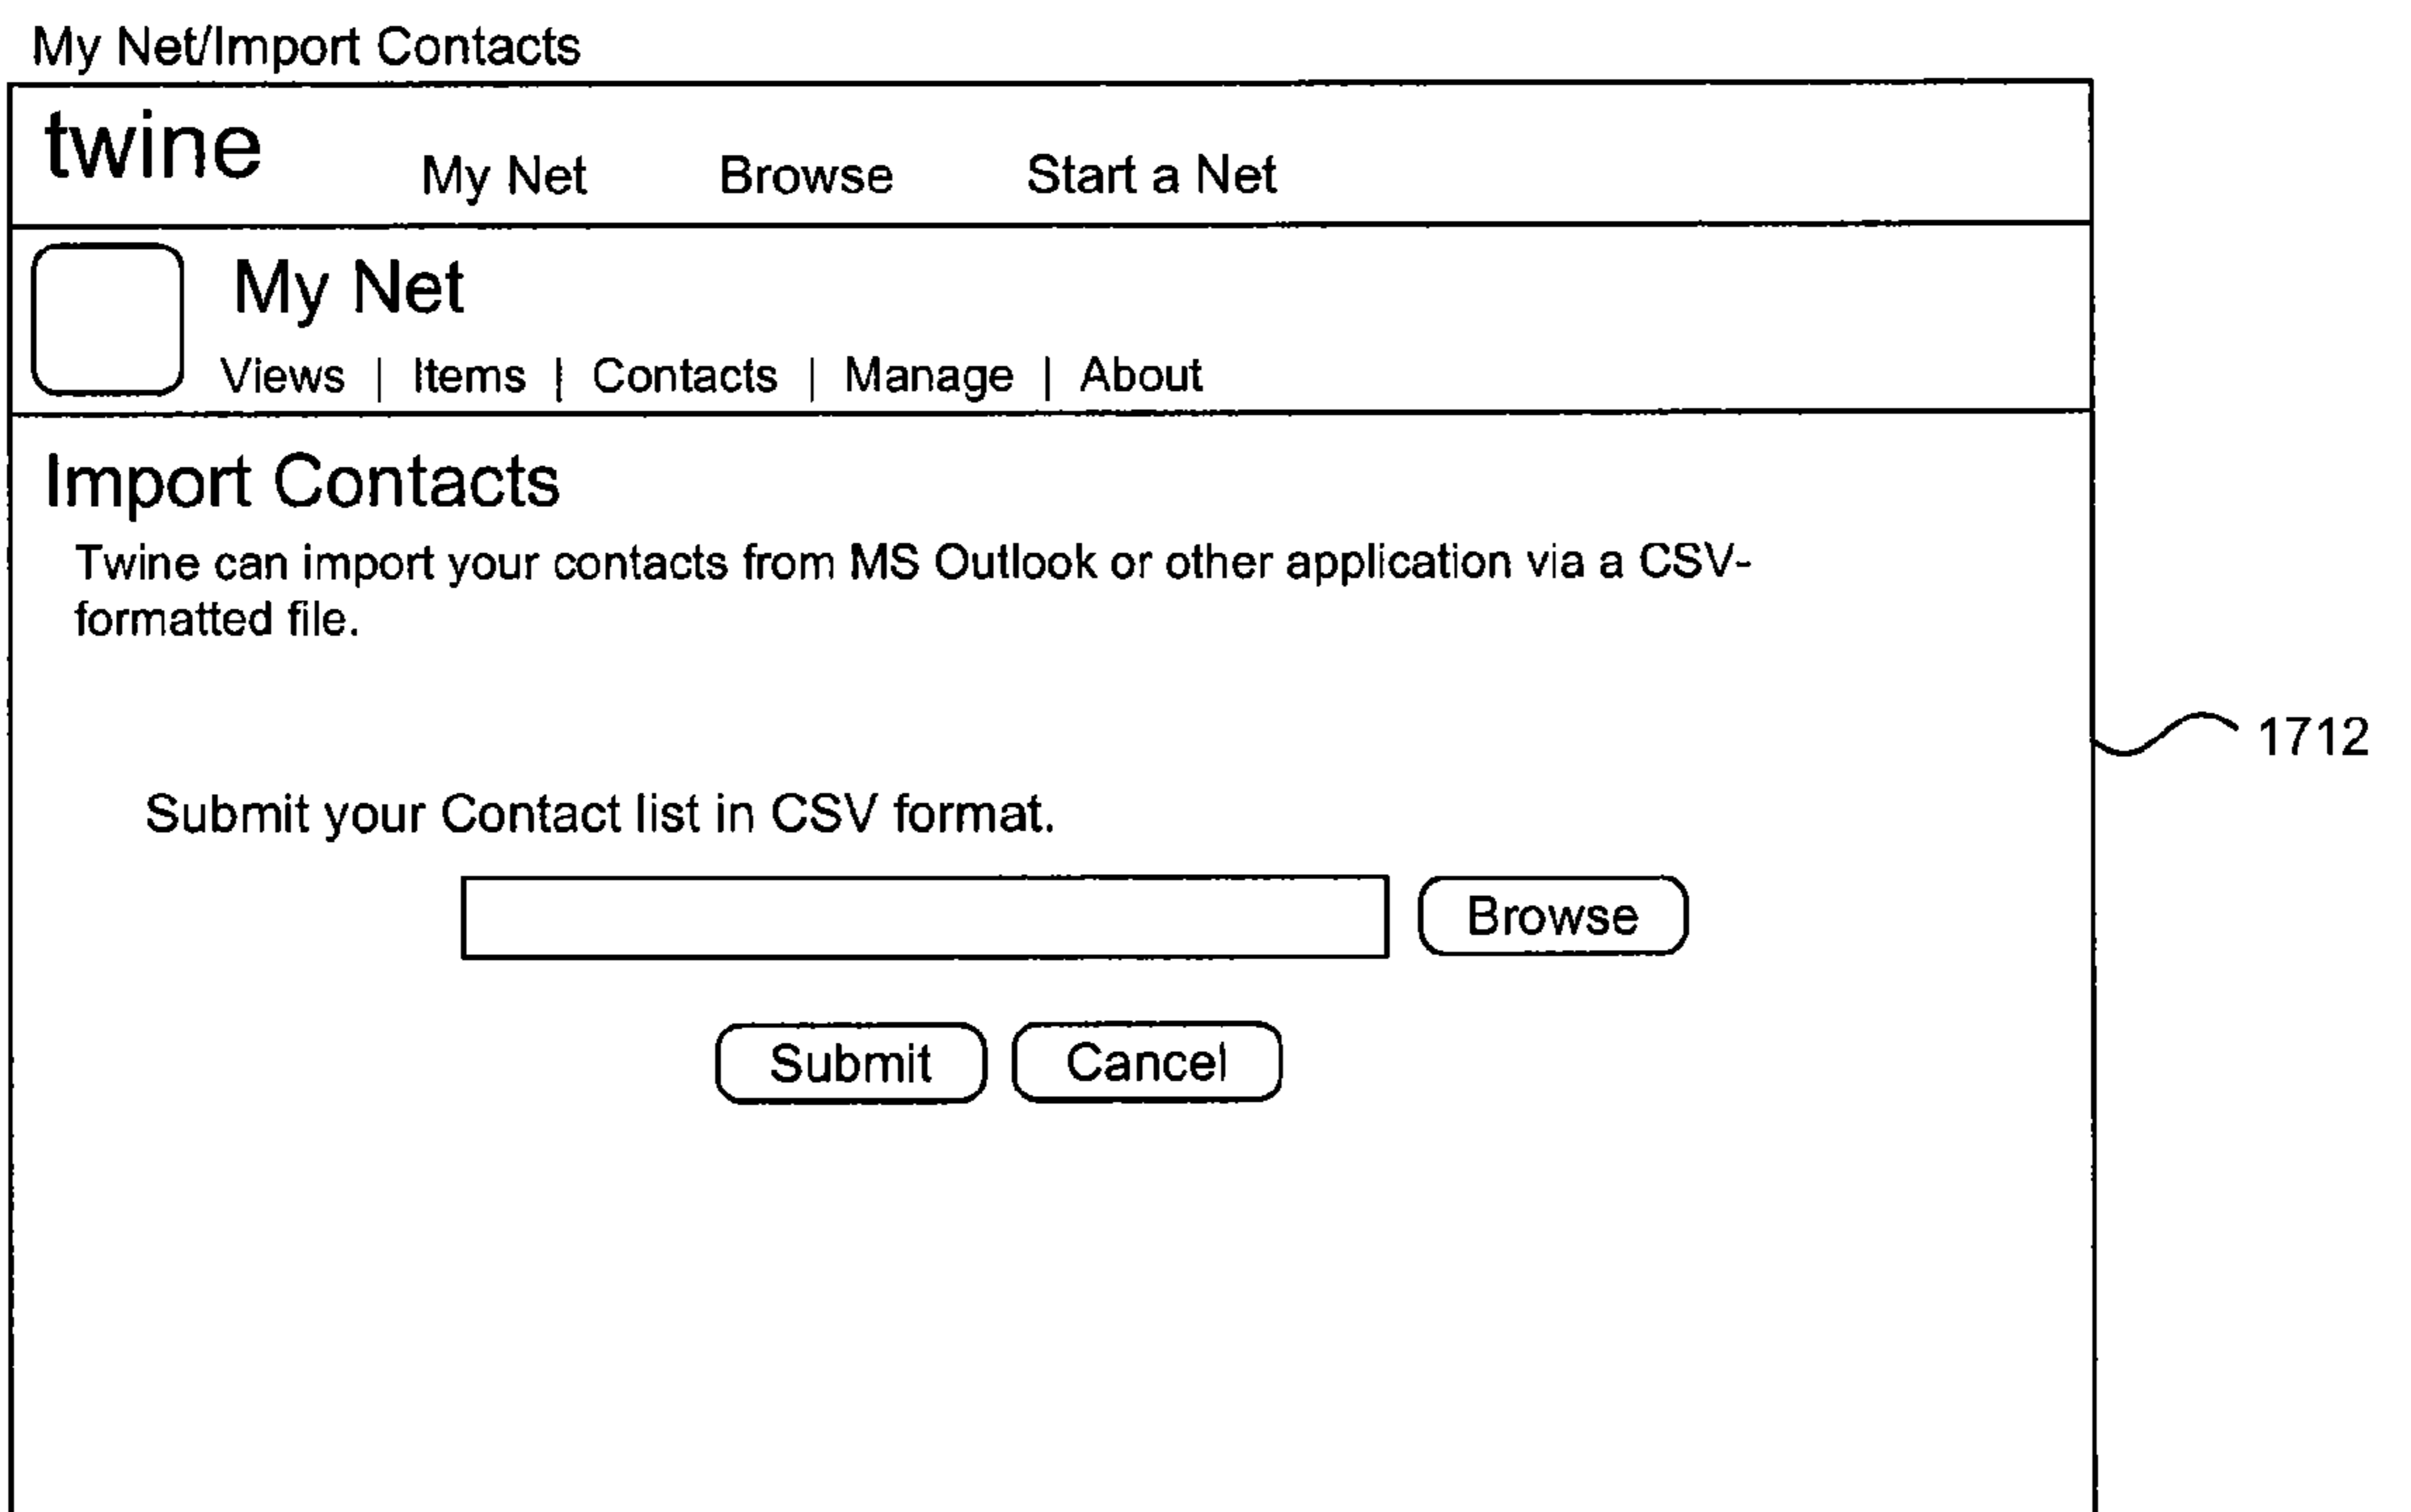 My Net/Import Contacts
twine My Net Browse Start a Net
My Net
Views | Items | Contacts | Manage | About
Import Contacts
Twine can import your contacts from MS Outlook or other application via a CSV-
formatted file.
1712
Submit your Contact list in CSV format.
Browse
Submit Cancel